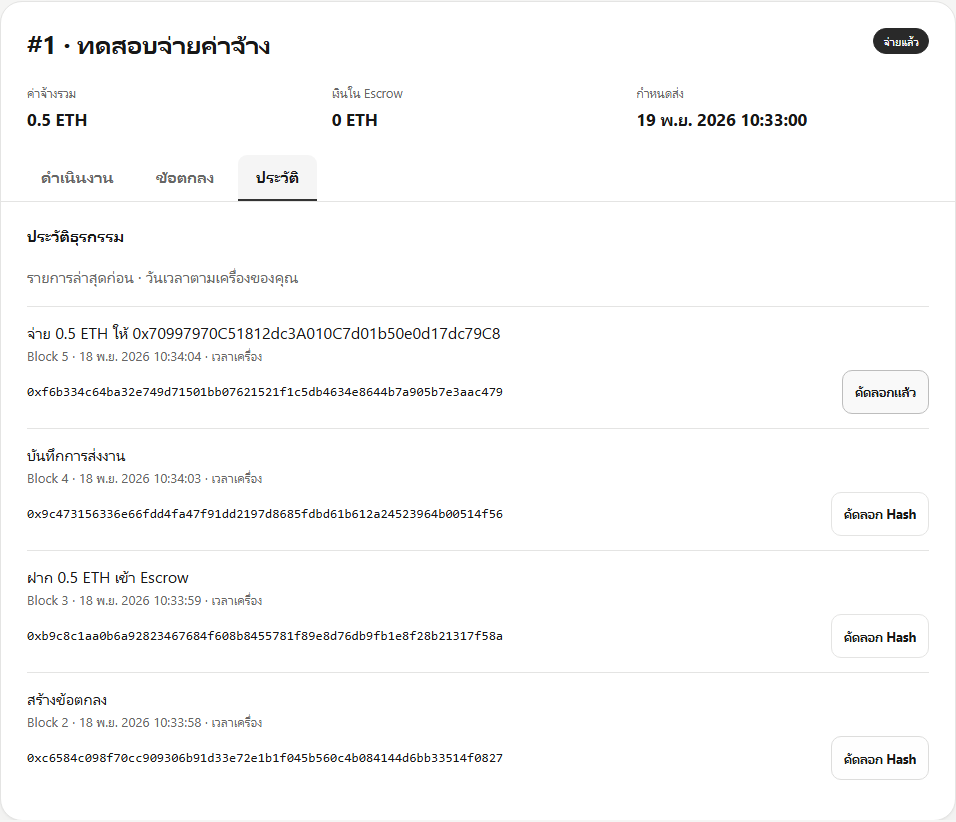 #1 · ทดสอบจ่ายค่าจ้าง
จ่ายแล้ว
ค่าจ้างรวม
เงินใน Escrow
กำหนดส่ง
0.5 ETH
0 ETH
19 พ.ย. 2026 10:33:00
ดำเนินงาน
ข้อตกลง
ประวัติ
ประวัติธุรกรรม
รายการล่าสุดก่อน · วันเวลาตามเครื่องของคุณ
จ่าย 0.5 ETH ให้ 0x70997970C51812dc3A010C7d01b50e0d17dc79C8
Block 5 · 18 พ.ย. 2026 10:34:04 · เวลาเครื่อง
0xf6b334c64ba32e749d71501bb07621521f1c5db4634e8644b7a905b7e3aac479
คัดลอกแล้ว
บันทึกการส่งงาน
Block 4 · 18 พ.ย. 2026 10:34:03 · เวลาเครื่อง
0x9c473156336e66fdd4fa47f91dd2197d8685fdbd61b612a24523964b00514f56
คัดลอก Hash
ฝาก 0.5 ETH เข้า Escrow
Block 3 · 18 พ.ย. 2026 10:33:59 · เวลาเครื่อง
0xb9c8c1aa0b6a92823467684f608b8455781f89e8d76db9fb1e8f28b21317f58a
คัดลอก Hash
สร้างข้อตกลง
Block 2 · 18 พ.ย. 2026 10:33:58 · เวลาเครื่อง
0xc6584c098f70cc909306b91d33e72e1b1f045b560c4b084144d6bb33514f0827
คัดลอก Hash